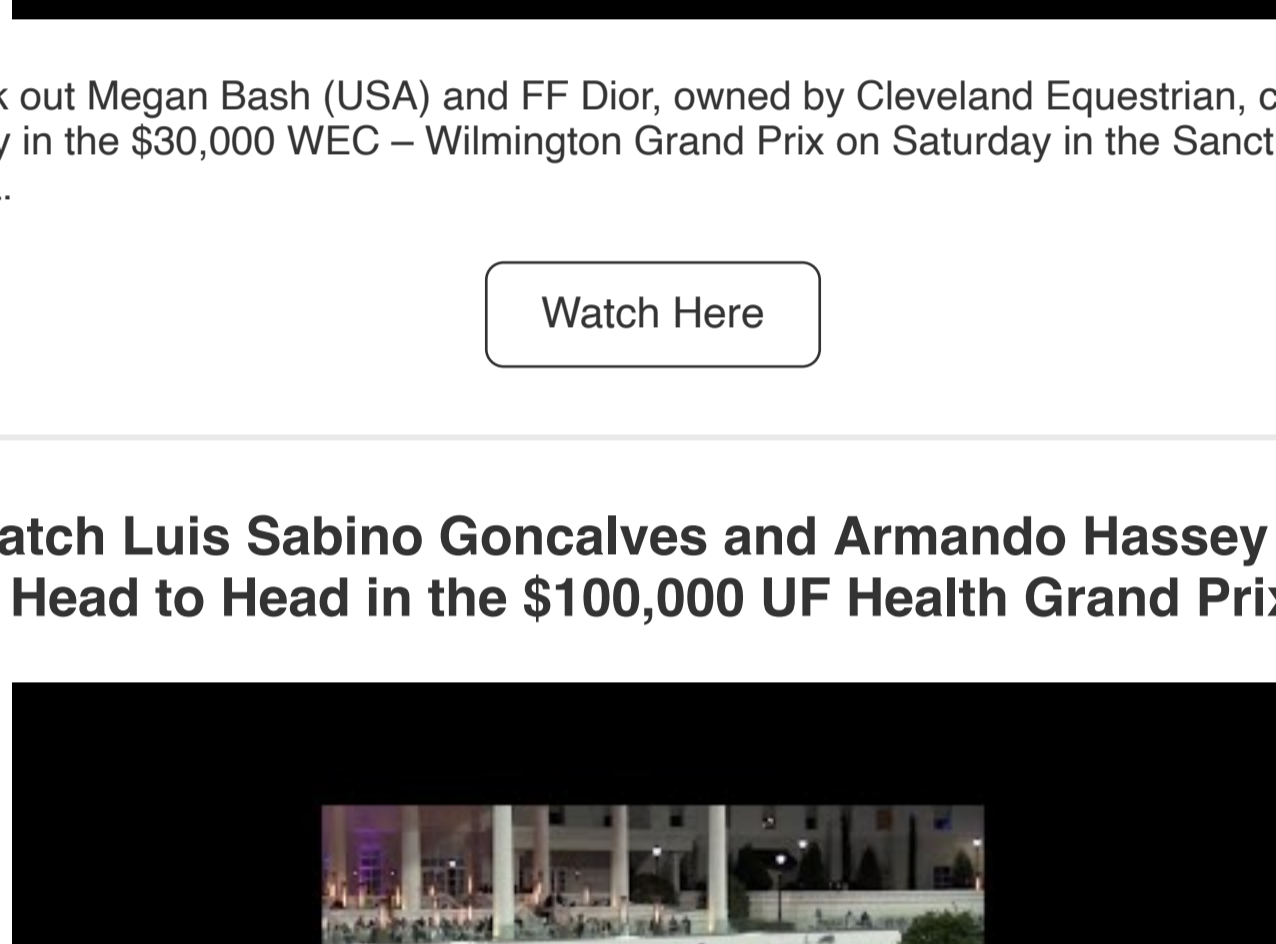 out Megan Bash (USA) and FF Dior, owned by Cleveland Equestrian,
in the $30,000 WEC – Wilmington Grand Prix on Saturday in the Sanct
..
Watch Here
atch Luis Sabino Goncalves and Armando Hassey
Head to Head in the $100,000 UF Health Grand Prix